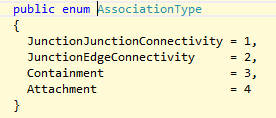 public enum AssociationType
{
JunctionJunctionConnectivity = 1,
JunctionEdgeConnectivity = 2,
Containment = 3,
Attachment = 4
}